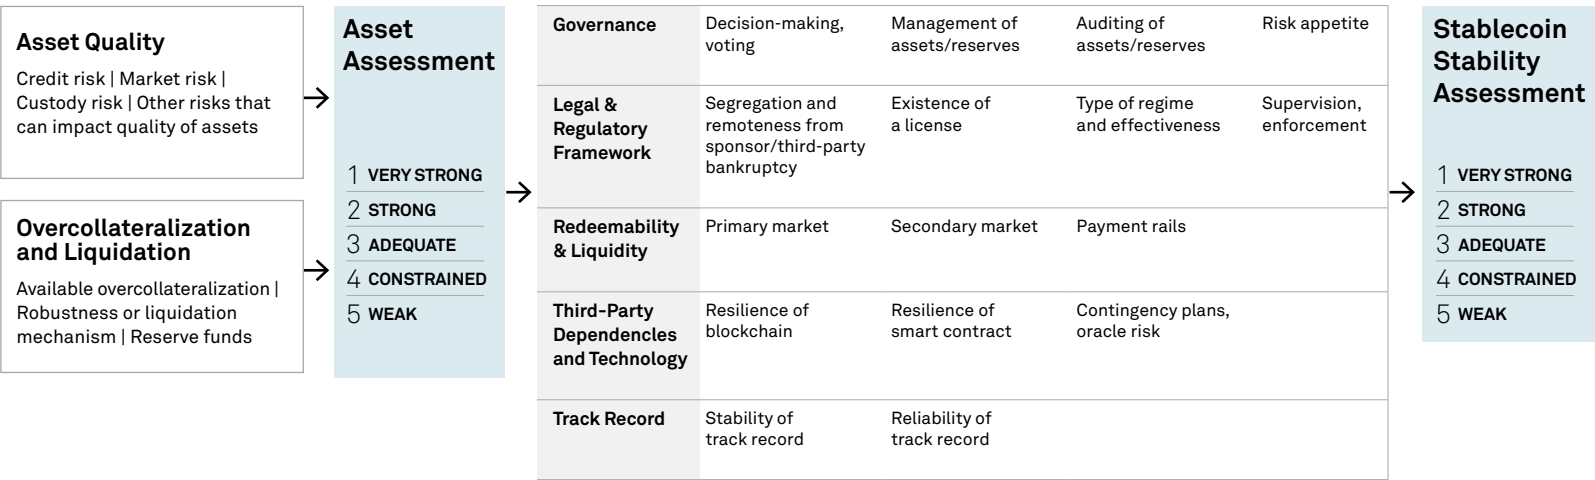 Asset Quality
Credit risk | Market risk |
Custody risk | Other risks that
can impact quality of assets
Overcollateralization
and Liquidation
Available overcollateralization |
Robustness or liquidation
mechanism | Reserve funds
Asset
Assessment
1 VERY STRONG
2 STRONG
3 ADEQUATE
4 CONSTRAINED
5 WEAK
Governance
Decision-making,
voting
Management of
assets/reserves
Auditing of
assets/reserves
Risk appetite
Legal &
Regulatory
Framework
Segregation and
remoteness from
sponsor/third-party
bankruptcy
Existence of
a license
Type of regime
and effectiveness
Supervision,
enforcement
Redeemability
& Liquidity
Primary market
Secondary market
Payment rails
Third-Party
Dependencles
and Technology
Resilience of
blockchain
Resilience of
smart contract
Contingency plans,
oracle risk
Track Record
Stability of
track record
Reliability of
track record
Stablecoin
Stability
Assessment
1 VERY STRONG
2 STRONG
3 ADEQUATE
4 CONSTRAINED
5 WEAK